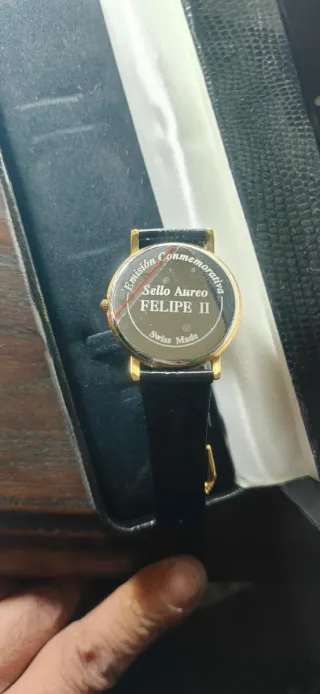 Emisión Conmemorativa
Sello Aureo
FELIPE II
Swiss Made